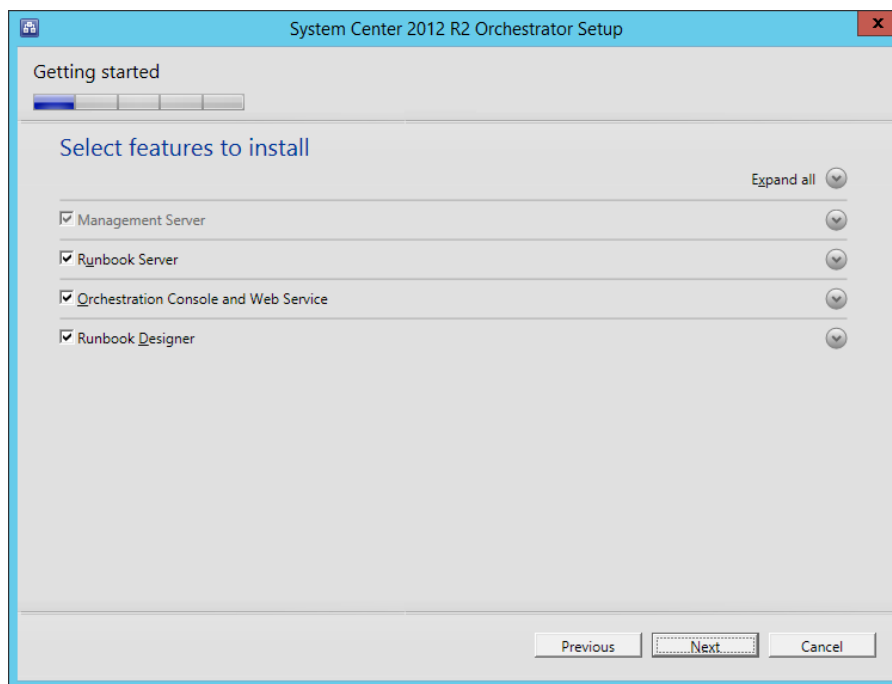 System Center 2012 R2 Orchestrator Setup
x
Getting started
Select features to install
Expand all
Management Server
Runbook Server
Orchestration Console and Web Service
Runbook Designer
Previous Next Cancel